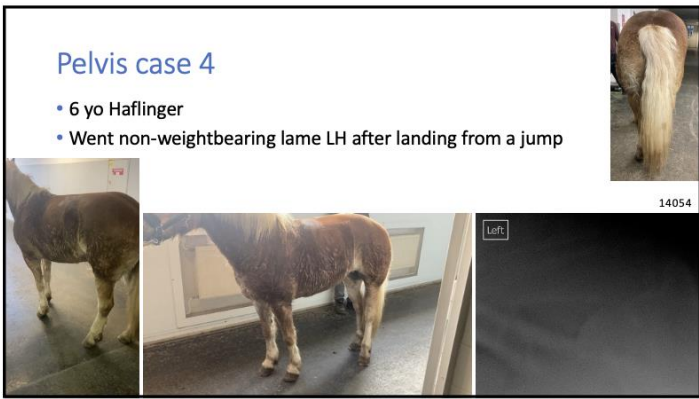 Pelvis case 4
• 6 yo Haflinger
• Went non-weightbearing lame LH after landing from a jump
14054
Left